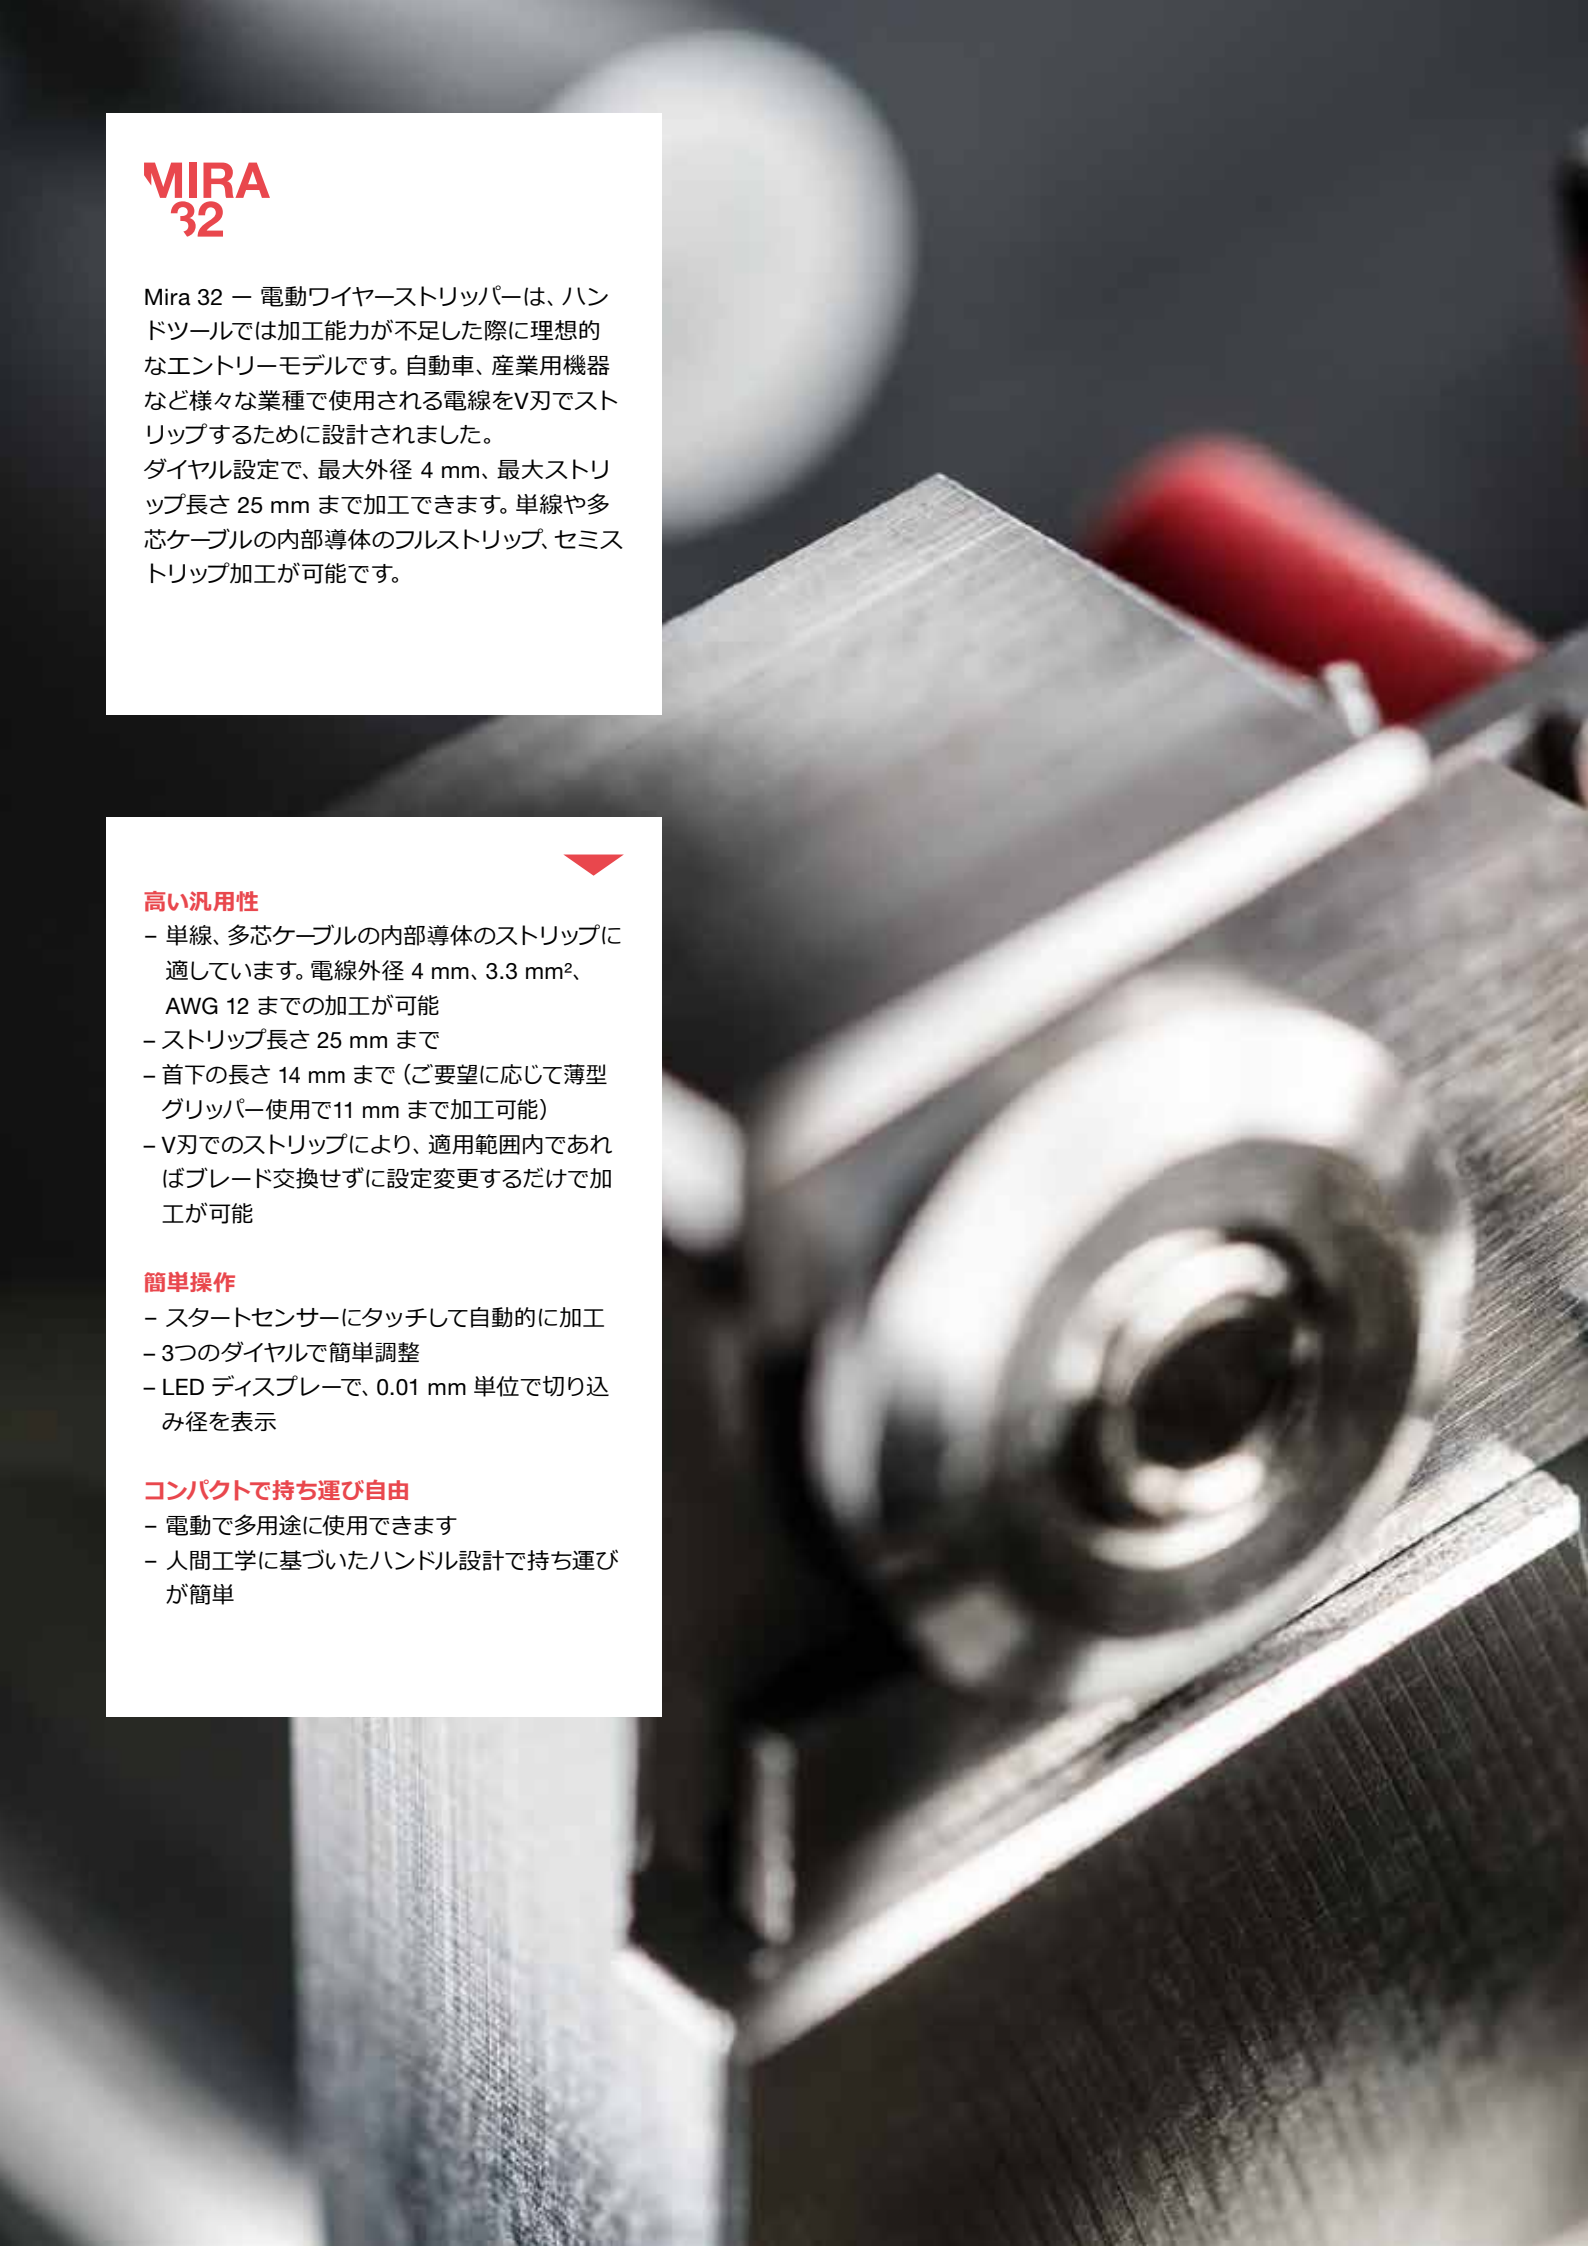 MIRA
32
Mira 32 ー 電動ワイヤーストリッパーは、ハン
ドツールでは加工能力が不足した際に理想的
なエントリーモデルです。自動車、産業用機器
など様々な業種で使用される電線をV刃でスト
リップするために設計されました。
ダイヤル設定で、最大外径 4 mm、最大ストリ
ップ長さ 25 mm まで加工できます。単線や多
芯ケーブルの内部導体のフルストリップ、セミス
トリップ加工が可能です。
高い汎用性
– 単線、多芯ケーブルの内部導体のストリップに
適しています。電線外径 4 mm、3.3 mm²、
AWG 12 までの加工が可能
– ストリップ長さ 25 mm まで
– 首下の長さ 14 mm まで（ご要望に応じて薄型
グリッパー使用で11 mm まで加工可能）
– V刃でのストリップにより、適用範囲内であれ
ばブレード交換せずに設定変更するだけで加
工が可能
簡単操作
– スタートセンサーにタッチして自動的に加工
– 3つのダイヤルで簡単調整
– LED ディスプレーで、0.01 mm 単位で切り込
み径を表示
コンパクトで持ち運び自由
– 電動で多用途に使用できます
– 人間工学に基づいたハンドル設計で持ち運び
が簡単